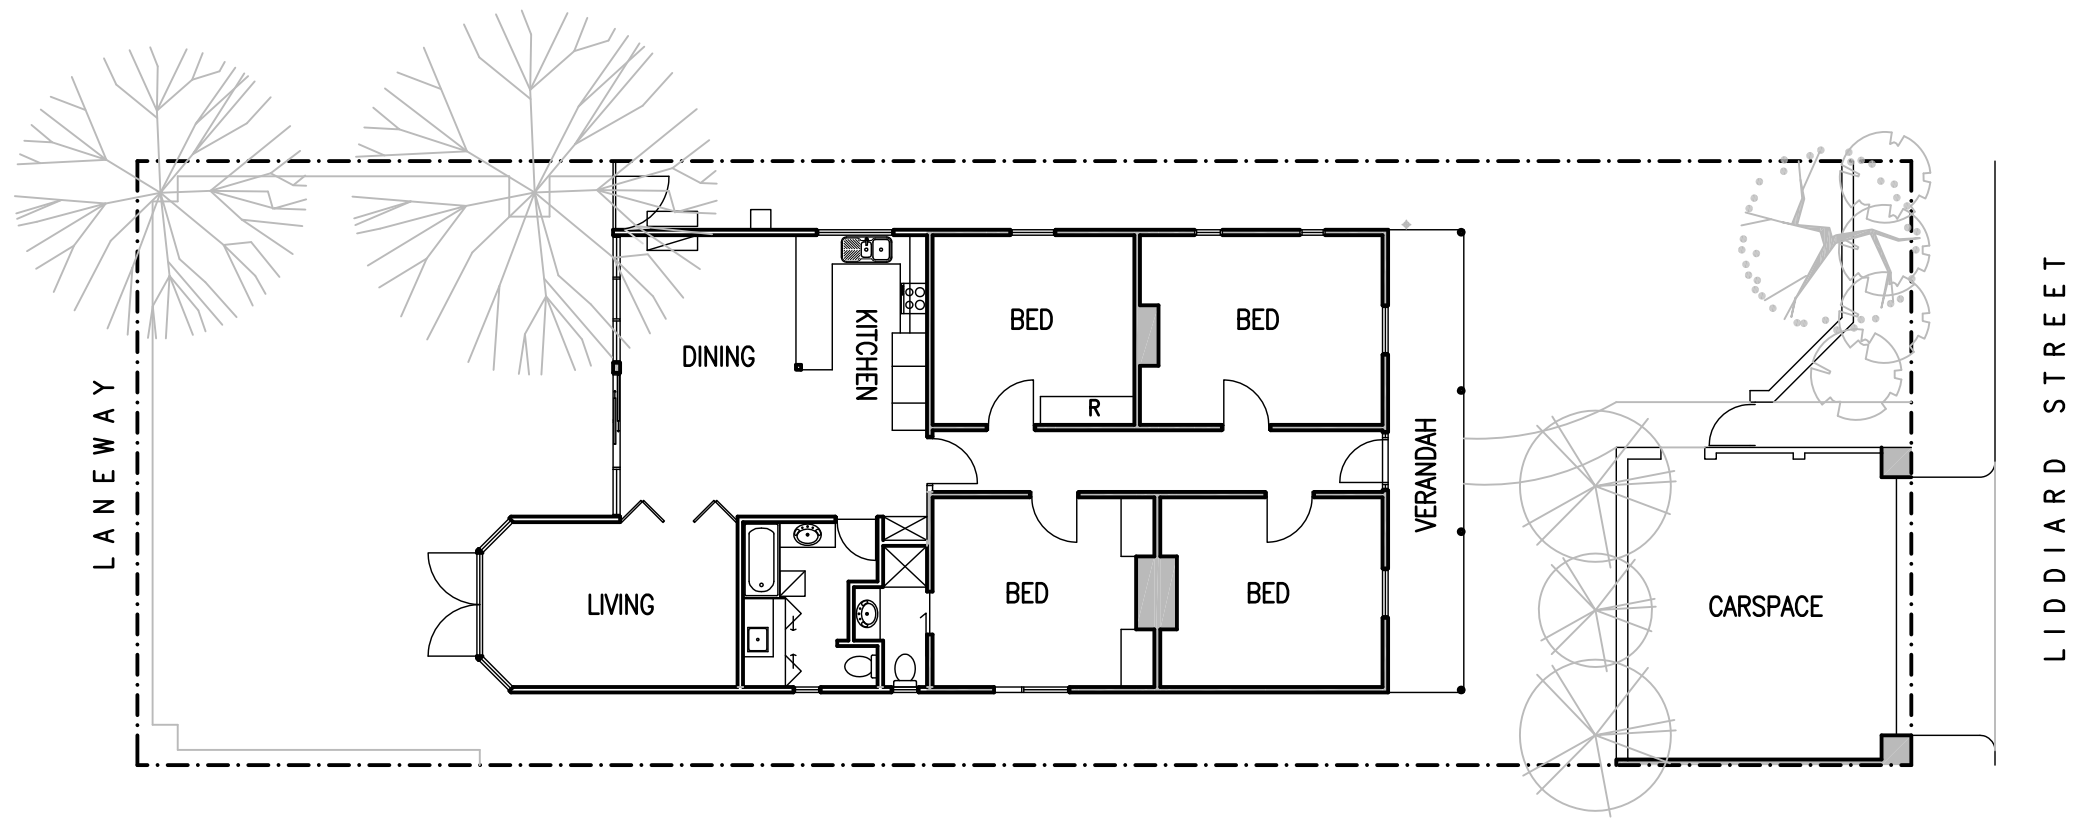 LANEWAY
DINING
KITCHEN
BED
BED
R
VERANDAH
LIVING
BED
BED
CARSPACE
LIDDIARD STREET